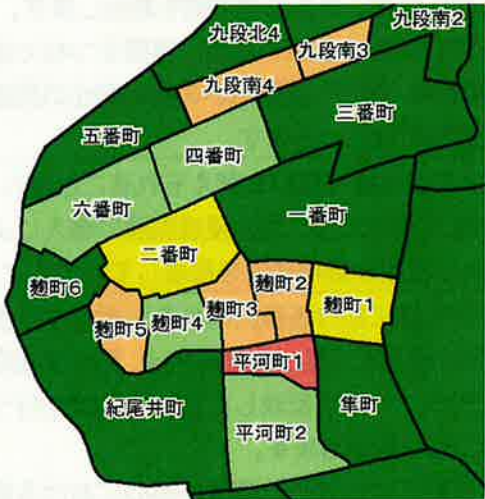 九段北4
九段南2
九段南3
九段南4
三番町
五番町
四番町
六番町
一番町
二番町
麹町6
麹町5
麹町4
麹町3
麹町2
麹町1
平河町1
紀尾井町
平河町2
隼町